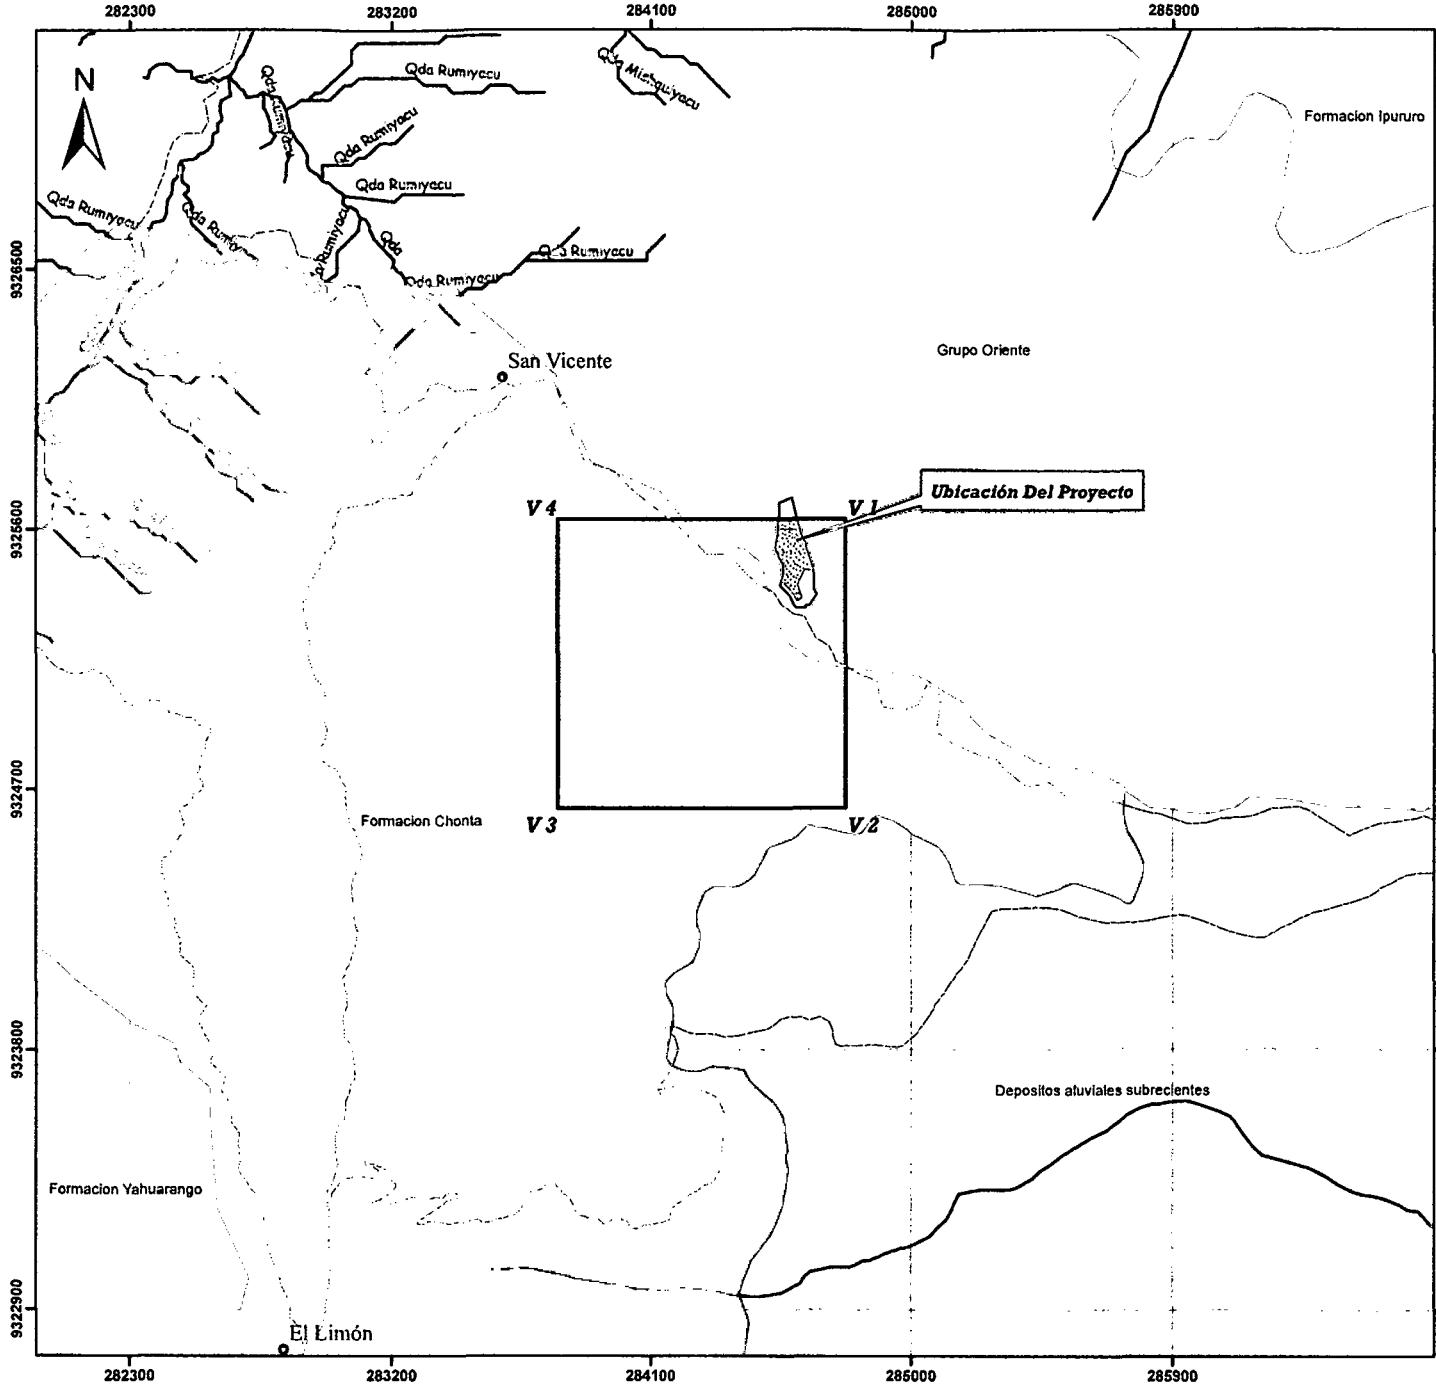 282300 283200 284100 285000 285900
N
Qda Rumiyacu
Qda Rumiyacu
Qda Mishquiyacu
Formacion Ipururo
Qda Rumiyacu
Qda Rumiyacu
Qda Rumiyacu
Qda
Qda Rumiyacu
Qda Rumiyacu
9326500
San Vicente
Grupo Oriente
Ubicación Del Proyecto
V 4
V 1
9325600
9324700
Formacion Chonta
V 3
V 2
9323800
Depositos aluviales subrecientes
Formacion Yahuarango
9322900
El Limón
282300 283200 284100 285000 285900